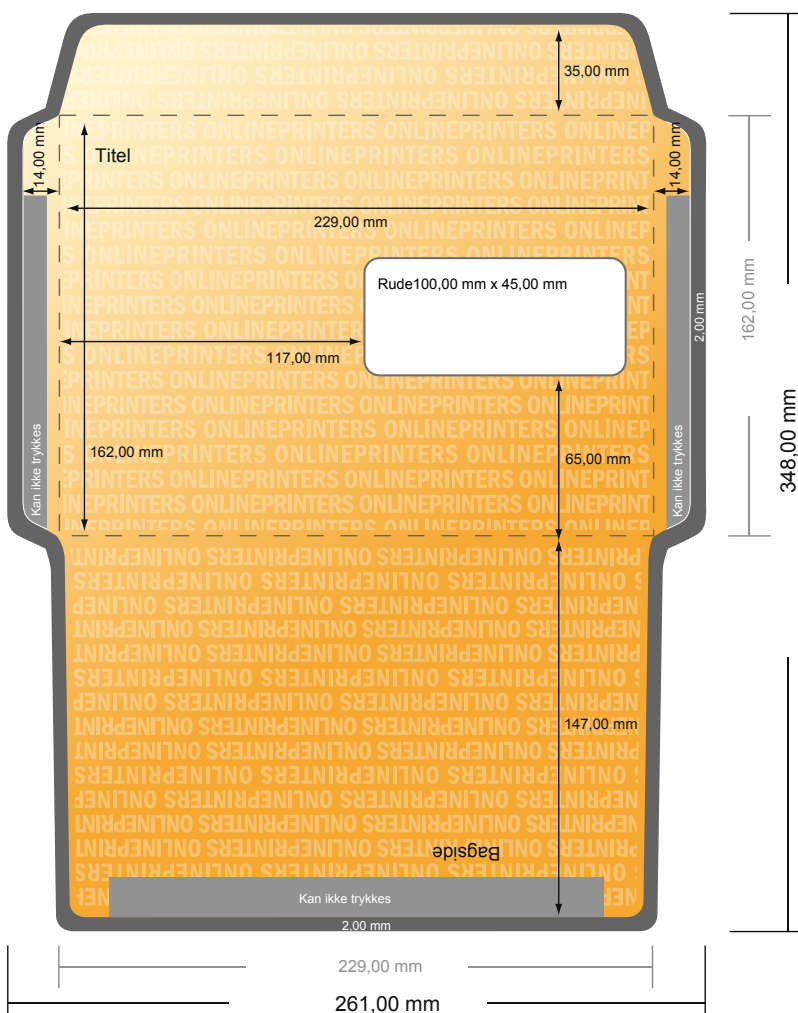 35,00 mm
14,00 mm
14,00 mm
ONLINEPRINTERS ONLINEPRINTERS
Titel
229,00 mm
Rude100,00 mm x 45,00 mm
2,00 mm
162,00 mm
117,00 mm
348,00 mm
162,00 mm
65,00 mm
Kan ikke trykkes
Kan ikke trykkes
147,00 mm
Bagside
Kan ikke trykkes
2,00 mm
229,00 mm
261,00 mm